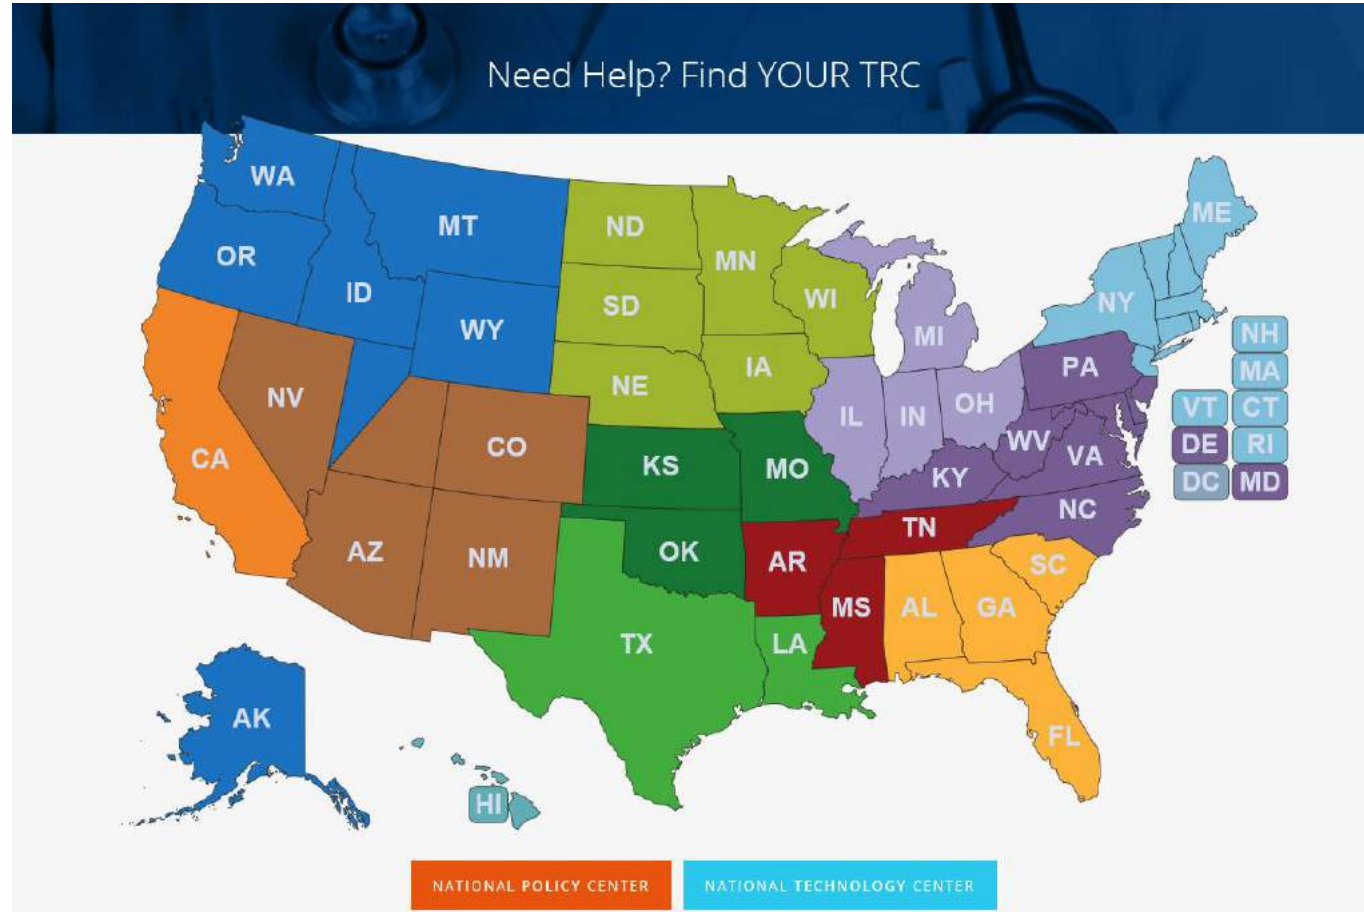 Need Help? Find YOUR TRC
WA
MT
ND
MN
ME
OR
ID
SD
WI
NY
WY
MI
NH
NE
IA
PA
MA
NV
CO
IL
IN
OH
VT
CT
CA
KS
MO
WV
VA
DE
RI
KY
DC
MD
AZ
NM
OK
AR
TN
NC
SC
TX
LA
MS
AL
GA
AK
FL
HI
NATIONAL POLICY CENTER
NATIONAL TECHNOLOGY CENTER